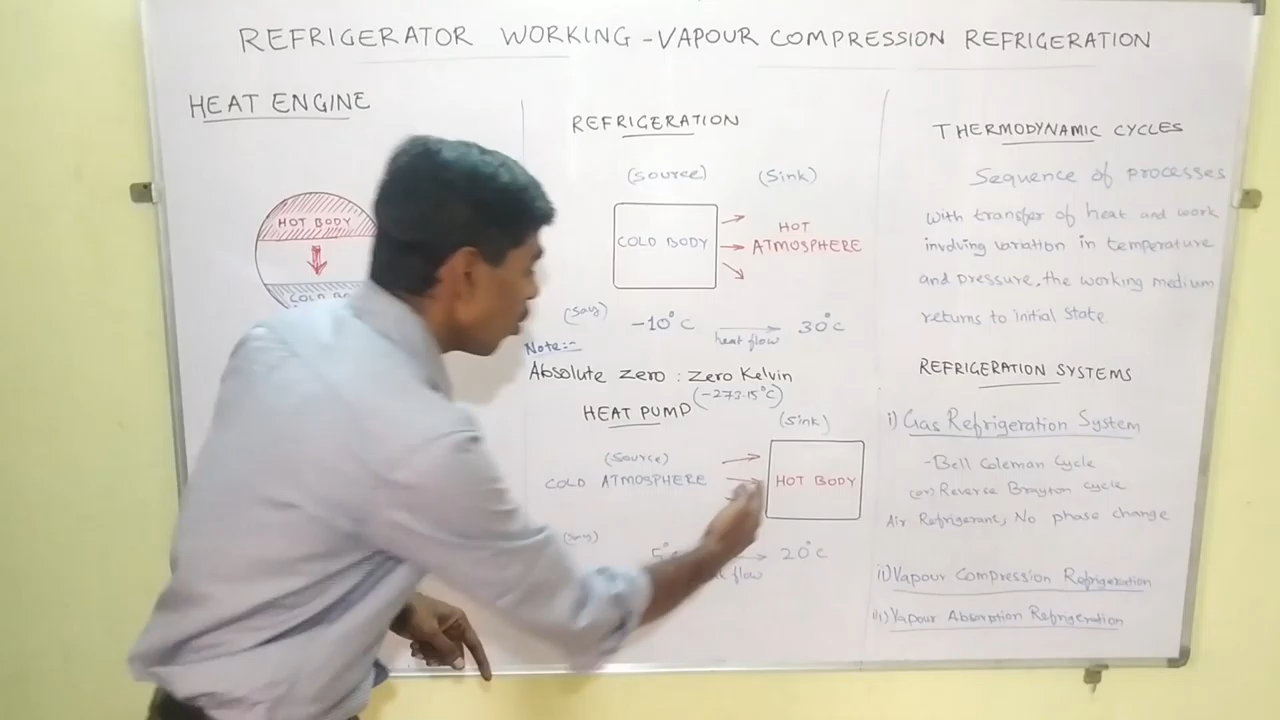 REFRIGERATOR WORKING - VAPOUR COMPRESSION REFRIGERATION
HEAT ENGINE
HOT BODY
COLD
REFRIGERATION
(Source)
(Sink)
COLD BODY
HOT
ATMOSPHERE
(Say)
-10°C
30°C
heat flow
Note:-
Absolute zero : Zero Kelvin
(-273.15°C)
HEAT PUMP
(Sink)
(Source)
COLD ATMOSPHERE
HOT BODY
(Say)
5°C
20°C
flow
THERMODYNAMIC CYCLES
Sequence of processes
with transfer of heat and work
involving variation in temperature
and pressure, the working medium
returns to initial state.
REFRIGERATION SYSTEMS
i) Gas Refrigeration System
-Bell Coleman Cycle
(or) Reverse Brayton cycle
Air Refrigerant, No phase change
ii) Vapour Compression Refrigeration
iii) Vapour Absorption Refrigeration